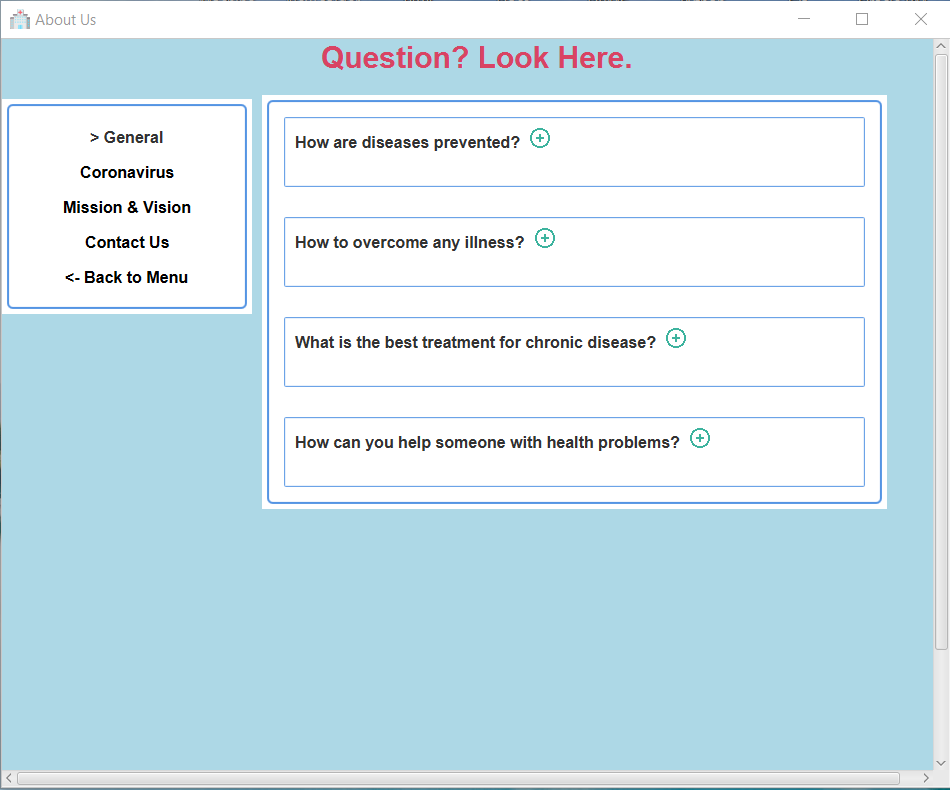 About Us
Question? Look Here.
> General
Coronavirus
Mission & Vision
Contact Us
<- Back to Menu
How are diseases prevented?
How to overcome any illness?
What is the best treatment for chronic disease?
How can you help someone with health problems?